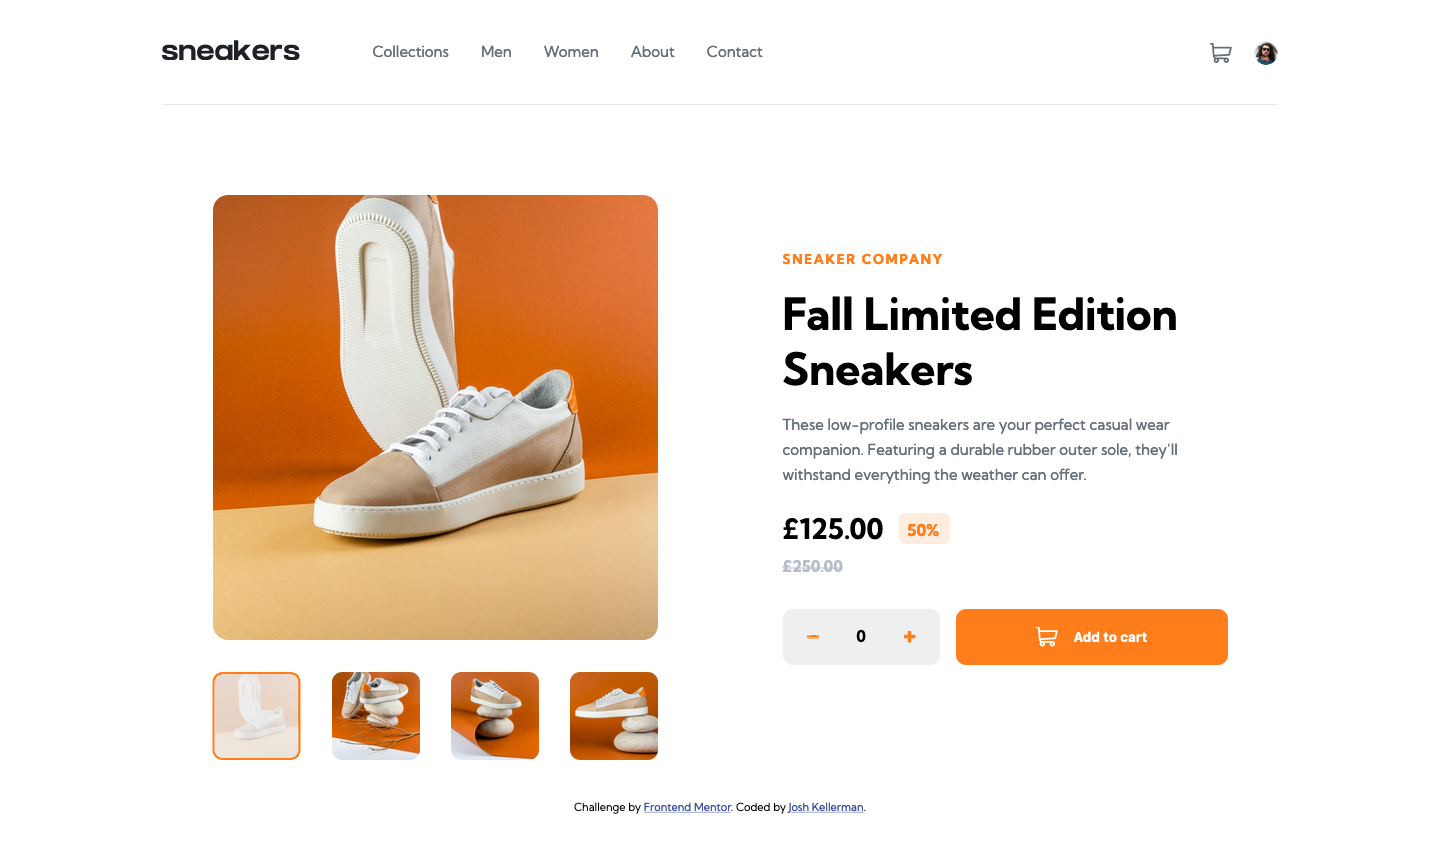 sneakers
Collections
Men
Women
About
Contact
SNEAKER COMPANY
Fall Limited Edition
Sneakers
These low-profile sneakers are your perfect casual wear
companion. Featuring a durable rubber outer sole, they’ll
withstand everything the weather can offer.
£125.00
50%
£250.00
0
Add to cart
Challenge by Frontend Mentor. Coded by Josh Kellerman.